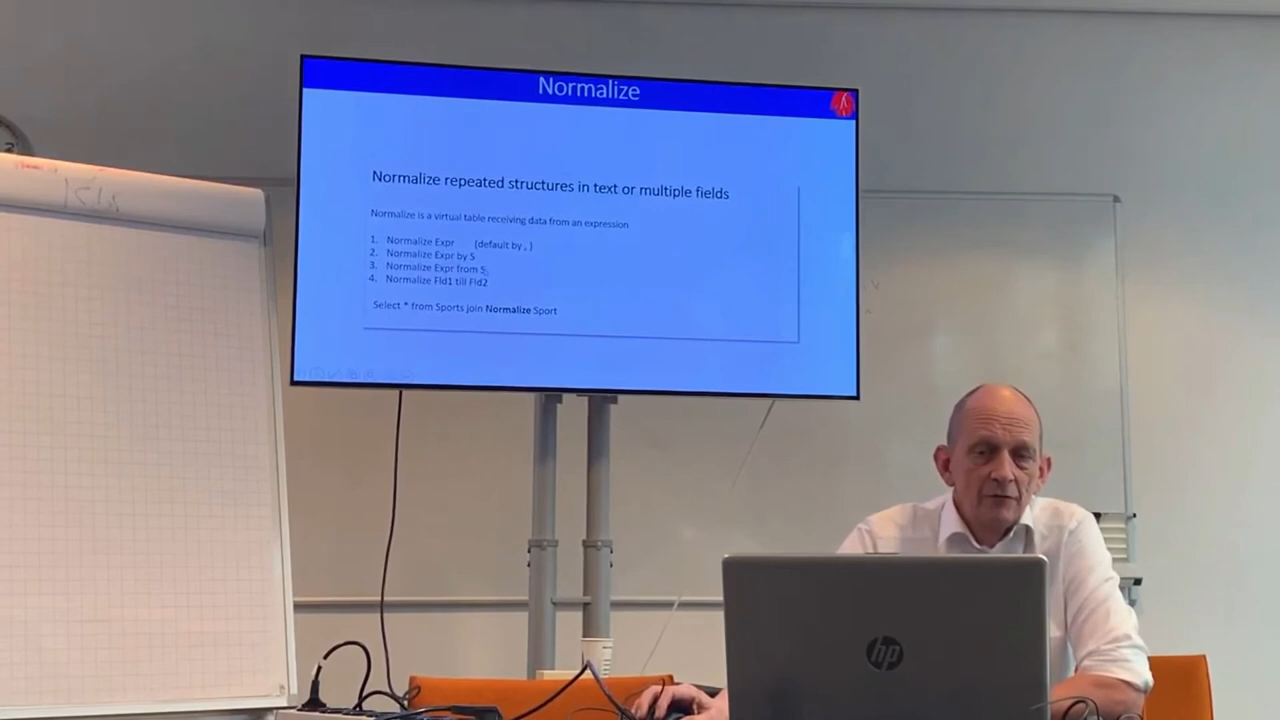 Normalize
Normalize repeated structures in text or multiple fields
Normalize is a virtual table receiving data from an expression
1. Normalize Expr (default by , )
2. Normalize Expr by S
3. Normalize Expr from S
4. Normalize Fld1 till Fld2
Select * from Sports join Normalize Sport
hp